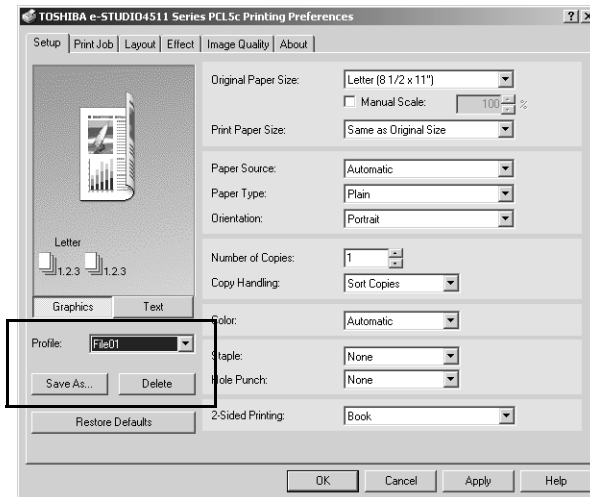 TOSHIBA e-STUDIO4511 Series PCL5c Printing Preferences
Setup Print Job Layout Effect Image Quality About
Original Paper Size: Letter (8 1/2 x 11")
Manual Scale: 100 %
Print Paper Size: Same as Original Size
Paper Source: Automatic
Paper Type: Plain
Orientation: Portrait
Letter
1.2.3 1.2.3
Number of Copies: 1
Copy Handling: Sort Copies
Graphics Text
Color: Automatic
Profile: File01
Staple: None
Save As... Delete
Hole Punch: None
Restore Defaults
2-Sided Printing: Book
OK Cancel Apply Help